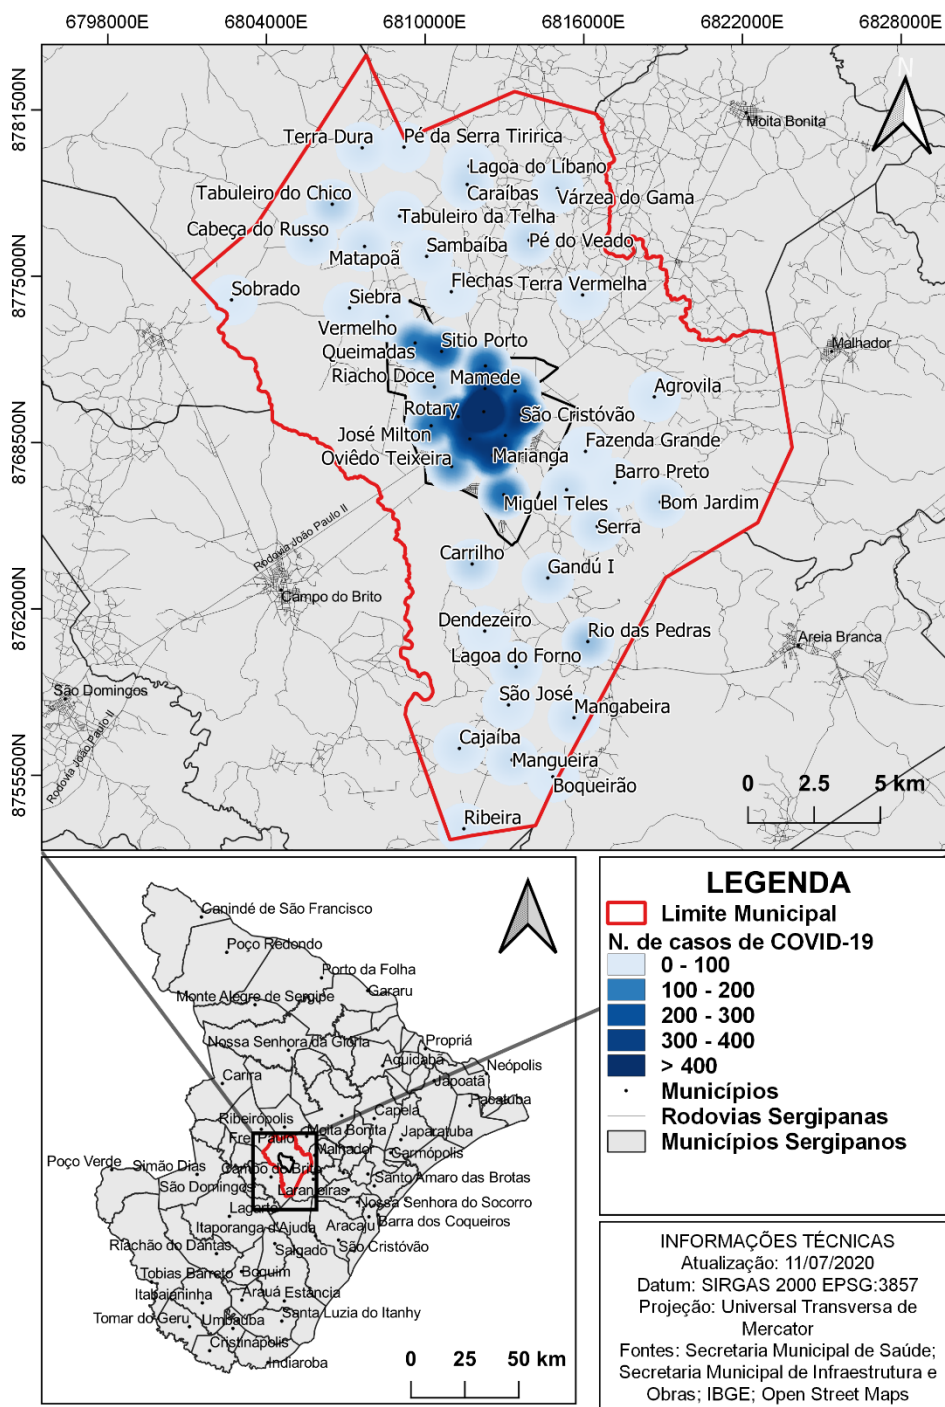 6798000E
6804000E
6810000E
6816000E
6822000E
6828000E
8781500N
8775000N
8768500N
8762000N
8755500N
N
Moita Bonita
Terra Dura
Pé da Serra Tiririca
Lagoa do Líbano
Caraíbas
Várzea do Gama
Tabuleiro do Chico
Tabuleiro da Telha
Cabeça do Russo
Sambaíba
Pé do Veado
Matapoã
Flechas
Terra Vermelha
Sobrado
Siebra
Vermelho
Sitio Porto
Queimadas
Malhador
Riacho Doce
Mamede
Agrovila
Rotary
São Cristóvão
José Milton
Fazenda Grande
Oviêdo Teixeira
Marianga
Barro Preto
Miguel Teles
Bom Jardim
Serra
Rodovia João Paulo II
Carrilho
Gandú I
Campo do Brito
Dendezeiro
Rio das Pedras
Areia Branca
Lagoa do Forno
São José
Mangabeira
São Domingos
Rodovia João Paulo II
Cajaíba
Mangueira
Boqueirão
Ribeira
0 2.5 5 km
Canindé de São Francisco
Poço Redondo
Porto da Folha
Gararu
Monte Alegre de Sergipe
Nossa Senhora da Glória
Propriá
Aquidabã
Neópolis
Japoatã
Carira
Pacatuba
Capela
Ribeirópolis
Moita Bonita
Japaratuba
Frei Paulo
Malhador
Carmópolis
Poço Verde
Simão Dias
Campo do Brito
São Domingos
Laranjeiras
Santo Amaro das Brotas
Nossa Senhora do Socorro
Lagarto
Barra dos Coqueiros
Itaporanga d'Ajuda
Aracaju
Riachão do Dantas
São Cristóvão
Salgado
Tobias Barreto
Boquim
Itabaianinha
Arauá
Estância
Tomar do Geru
Umbaúba
Santa Luzia do Itanhy
Cristinápolis
Indiaroba
0 25 50 km
LEGENDA
Limite Municipal
N. de casos de COVID-19
0 - 100
100 - 200
200 - 300
300 - 400
> 400
Municípios
Rodovias Sergipanas
Municípios Sergipanos
INFORMAÇÕES TÉCNICAS
Atualização: 11/07/2020
Datum: SIRGAS 2000 EPSG:3857
Projeção: Universal Transversa de
Mercator
Fontes: Secretaria Municipal de Saúde;
Secretaria Municipal de Infraestrutura e
Obras; IBGE; Open Street Maps